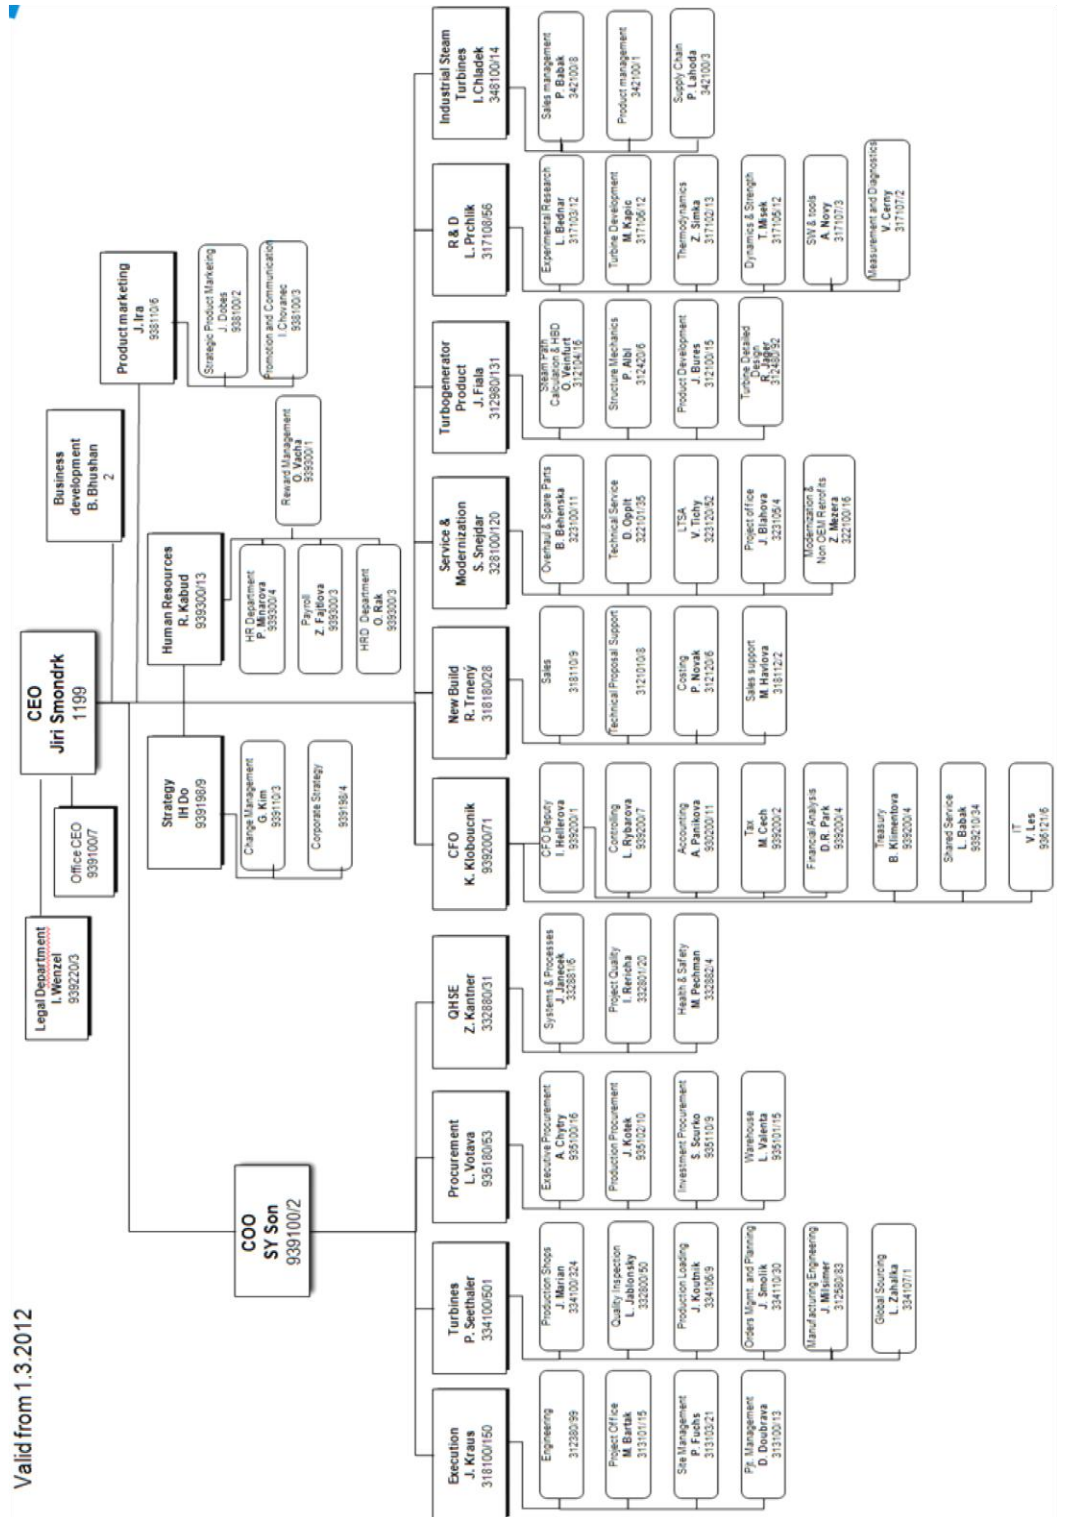 Valid from 1.3.2012
CEO
Jiri Smondrk
1199
Legal Department
I. Wenzel
939220/3
Office CEO
939100/7
Business
development
B. Bhushan
2
Product marketing
J. Ira
938110/6
Strategic Product Marketing
J. Dobes
938100/2
Promotion and Communication
I. Chovanec
938100/3
Strategy
IH Do
939198/9
Change Management
G. Kim
939110/3
Corporate Strategy
939198/4
Human Resources
R. Kabud
939300/13
HR Department
P. Minarova
939300/4
Payroll
Z. Fajtlova
939300/3
HRD Department
O. Rak
939300/3
Reward Management
O. Vacha
939300/1
COO
SY Son
939100/2
Execution
J. Kraus
318100/150
Engineering
312380/99
Project Office
M. Bartak
313101/15
Site Management
P. Fuchs
313103/21
Pjt. Management
D. Doubrava
313100/13
Turbines
P. Seethaler
334100/501
Production Shops
J. Marian
334100/324
Quality Inspection
L. Jablonsky
332800/50
Production Loading
J. Koutnik
334106/9
Orders Mgmt. and Planning
J. Smolik
334110/30
Manufacturing Engineering
J. Milsimer
312580/83
Global Sourcing
L. Zahalka
334107/1
Procurement
L. Votava
935180/53
Executive Procurement
A. Chytry
935100/16
Production Procurement
J. Kotek
935102/10
Investment Procurement
S. Scurko
935110/9
Warehouse
L. Valenta
935101/15
QHSE
Z. Kantner
332880/31
Systems & Processes
J. Janecek
332881/6
Project Quality
I. Rericha
332801/20
Health & Safety
M. Pechman
332882/4
CFO
K. Kloboucnik
939200/71
CFO Deputy
I. Hellerova
939200/1
Controlling
L. Rybarova
939200/7
Accounting
A. Panikova
930200/11
Tax
M. Cech
939200/2
Financial Analysis
D.R. Park
939200/4
Treasury
B. Klimentova
939200/4
Shared Service
L. Babak
939210/34
IT
V. Les
936121/6
New Build
R. Trnený
318180/28
Sales
318110/9
Technical Proposal Support
3121010/8
Costing
P. Novak
312120/6
Sales support
M. Havlova
318112/2
Service &
Modernization
S. Snejdar
328100/120
Overhaul & Spare Parts
B. Behenska
323100/11
Technical Service
D. Opplt
322101/35
LTSA
V. Tichy
323120/52
Project office
J. Blahova
323105/4
Modernization &
Non OEM Retrofits
Z. Mezera
322100/16
Turbogenerator
Product
J. Fiala
312980/131
Steam Path
Calculation & HBD
O. Veinfurt
312104/16
Structure Mechanics
P. Albl
312420/6
Product Development
J. Bures
312100/15
Turbine Detailed
Design
R. Jager
312480/92
R & D
L. Prchlik
317108/56
Experimental Research
L. Bednar
317103/12
Turbine Development
M. Kapic
317106/12
Thermodynamics
Z. Simka
317102/13
Dynamics & Strength
T. Misek
317105/12
SW & tools
A. Novy
317107/3
Measurement and Diagnostics
V. Cerny
317107/2
Industrial Steam
Turbines
I. Chladek
348100/14
Sales management
P. Babak
342100/8
Product management
342100/1
Supply Chain
P. Lahoda
342100/3